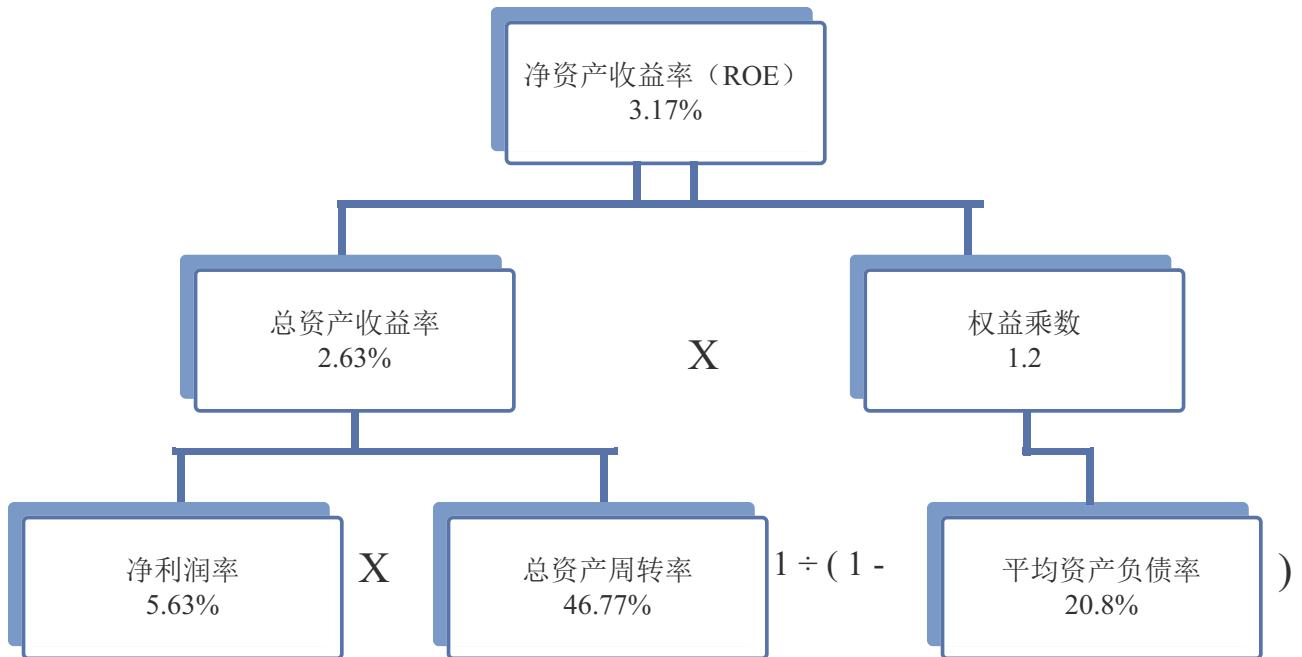 净资产收益率（ROE）
3.17%
总资产收益率
2.63%
X
权益乘数
1.2
净利润率
5.63%
X
总资产周转率
46.77%
1 ÷ ( 1 -
平均资产负债率
20.8%
)